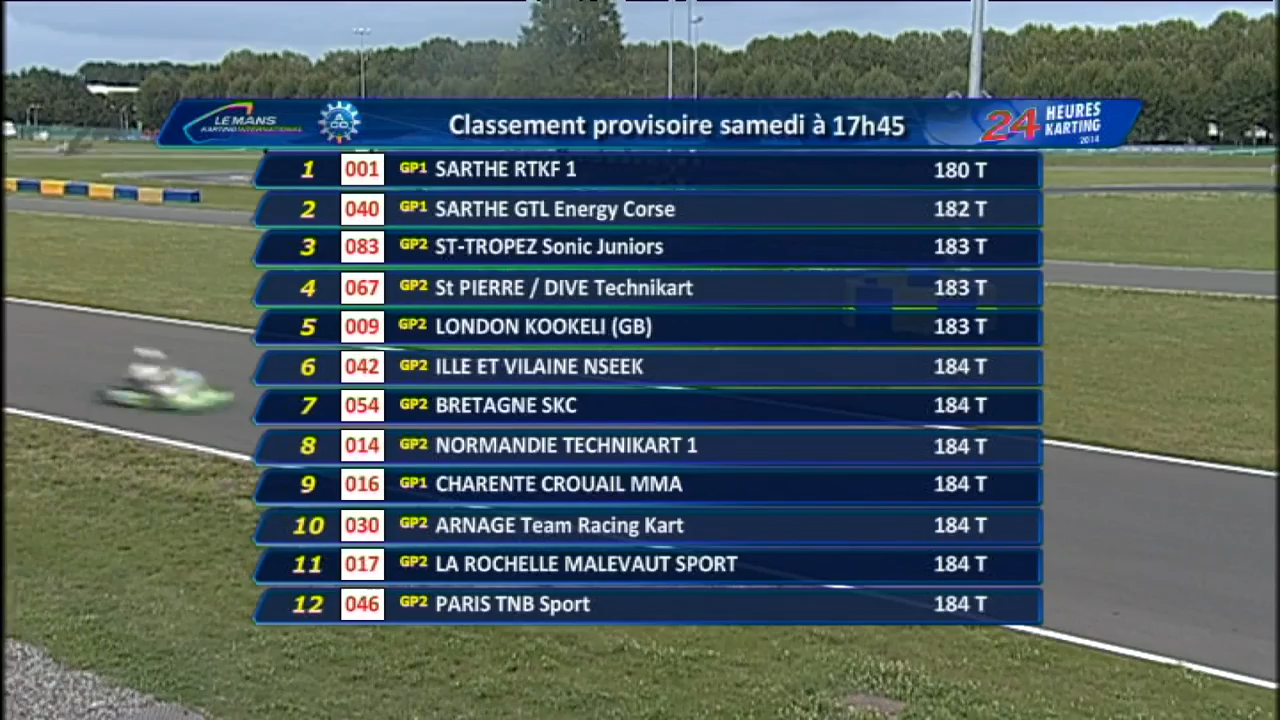 LE MANS
KARTING INTERNATIONAL
ACO
Classement provisoire samedi à 17h45
24 HEURES
KARTING
2014
1 001 GP1 SARTHE RTKF 1 180 T
2 040 GP1 SARTHE GTL Energy Corse 182 T
3 083 GP2 ST-TROPEZ Sonic Juniors 183 T
4 067 GP2 St PIERRE / DIVE Technikart 183 T
5 009 GP2 LONDON KOOKELI (GB) 183 T
6 042 GP2 ILLE ET VILAINE NSEEK 184 T
7 054 GP2 BRETAGNE SKC 184 T
8 014 GP2 NORMANDIE TECHNIKART 1 184 T
9 016 GP1 CHARENTE CROUAIL MMA 184 T
10 030 GP2 ARNAGE Team Racing Kart 184 T
11 017 GP2 LA ROCHELLE MALEVAUT SPORT 184 T
12 046 GP2 PARIS TNB Sport 184 T